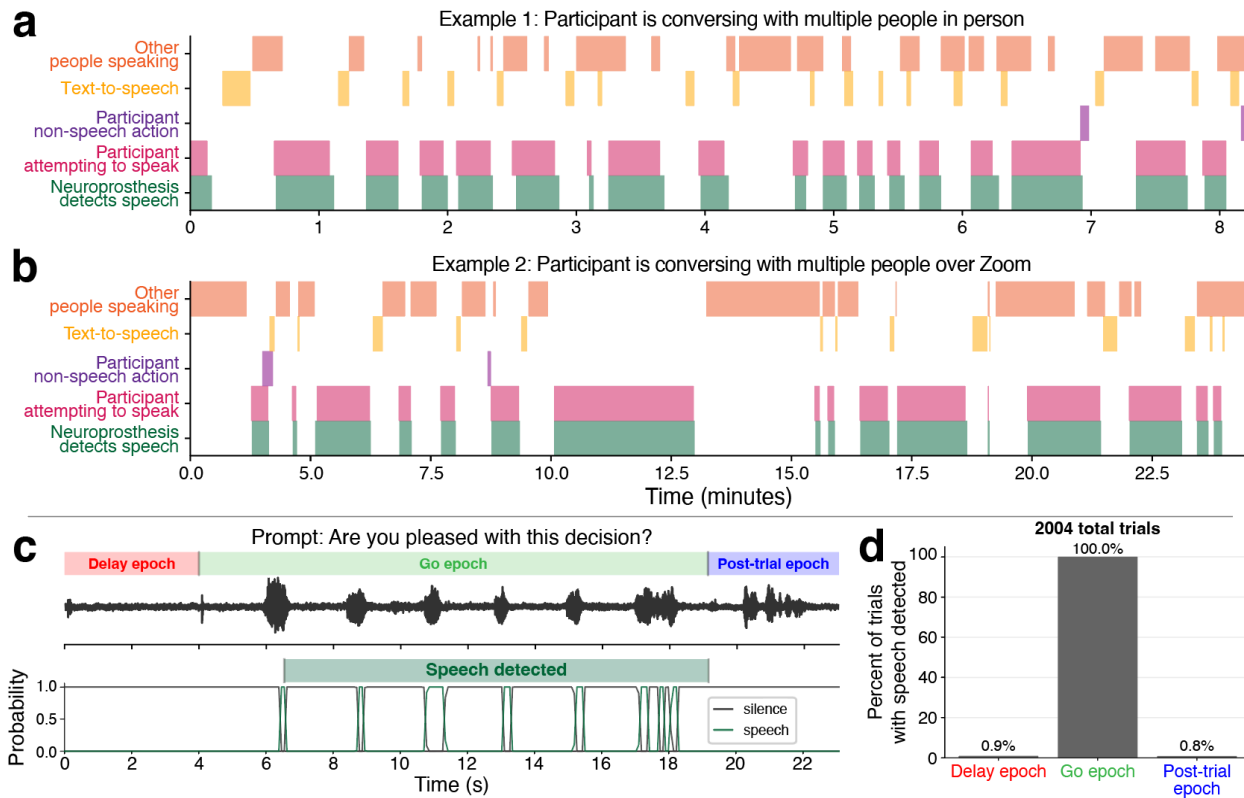 a
Example 1: Participant is conversing with multiple people in person
Other
people speaking
Text-to-speech
Participant
non-speech action
Participant
attempting to speak
Neuroprosthesis
detects speech
0 1 2 3 4 5 6 7 8
b
Example 2: Participant is conversing with multiple people over Zoom
Other
people speaking
Text-to-speech
Participant
non-speech action
Participant
attempting to speak
Neuroprosthesis
detects speech
0.0 5.0 7.5 10.0 12.5 15.0 17.5 20.0 22.5
Time (minutes)
c
Prompt: Are you pleased with this decision?
Delay epoch Go epoch Post-trial epoch
Speech detected
Probability
1.0
0.5
0.0
silence
speech
0 2 4 6 8 10 12 14 16 18 20 22
Time (s)
d
2004 total trials
Percent of trials
with speech detected
100
80
60
40
20
0
0.9%
100.0%
0.8%
Delay epoch Go epoch Post-trial
epoch